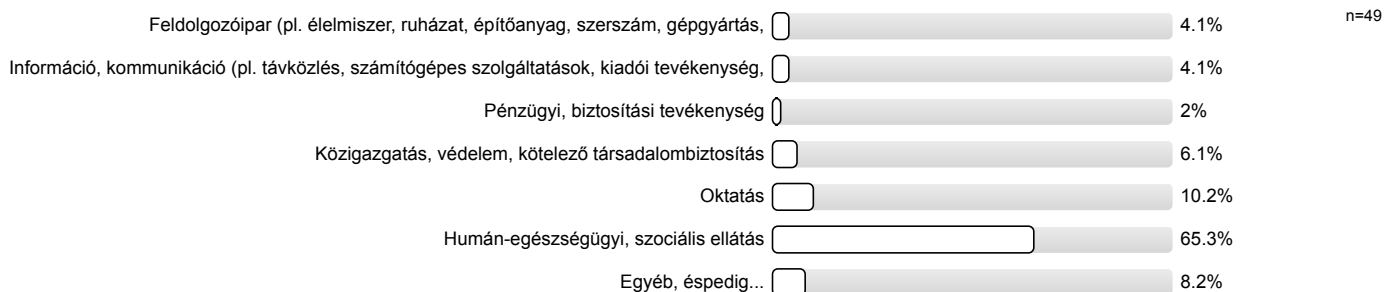 n=49
Feldolgozóipar (pl. élelmiszer, ruházat, építőanyag, szerszám, gépgyártás, 4.1%
Információ, kommunikáció (pl. távközlés, számítógépes szolgáltatások, kiadói tevékenység, 4.1%
Pénzügyi, biztosítási tevékenység 2%
Közigazgatás, védelem, kötelező társadalombiztosítás 6.1%
Oktatás 10.2%
Humán-egészségügyi, szociális ellátás 65.3%
Egyéb, éspedig... 8.2%